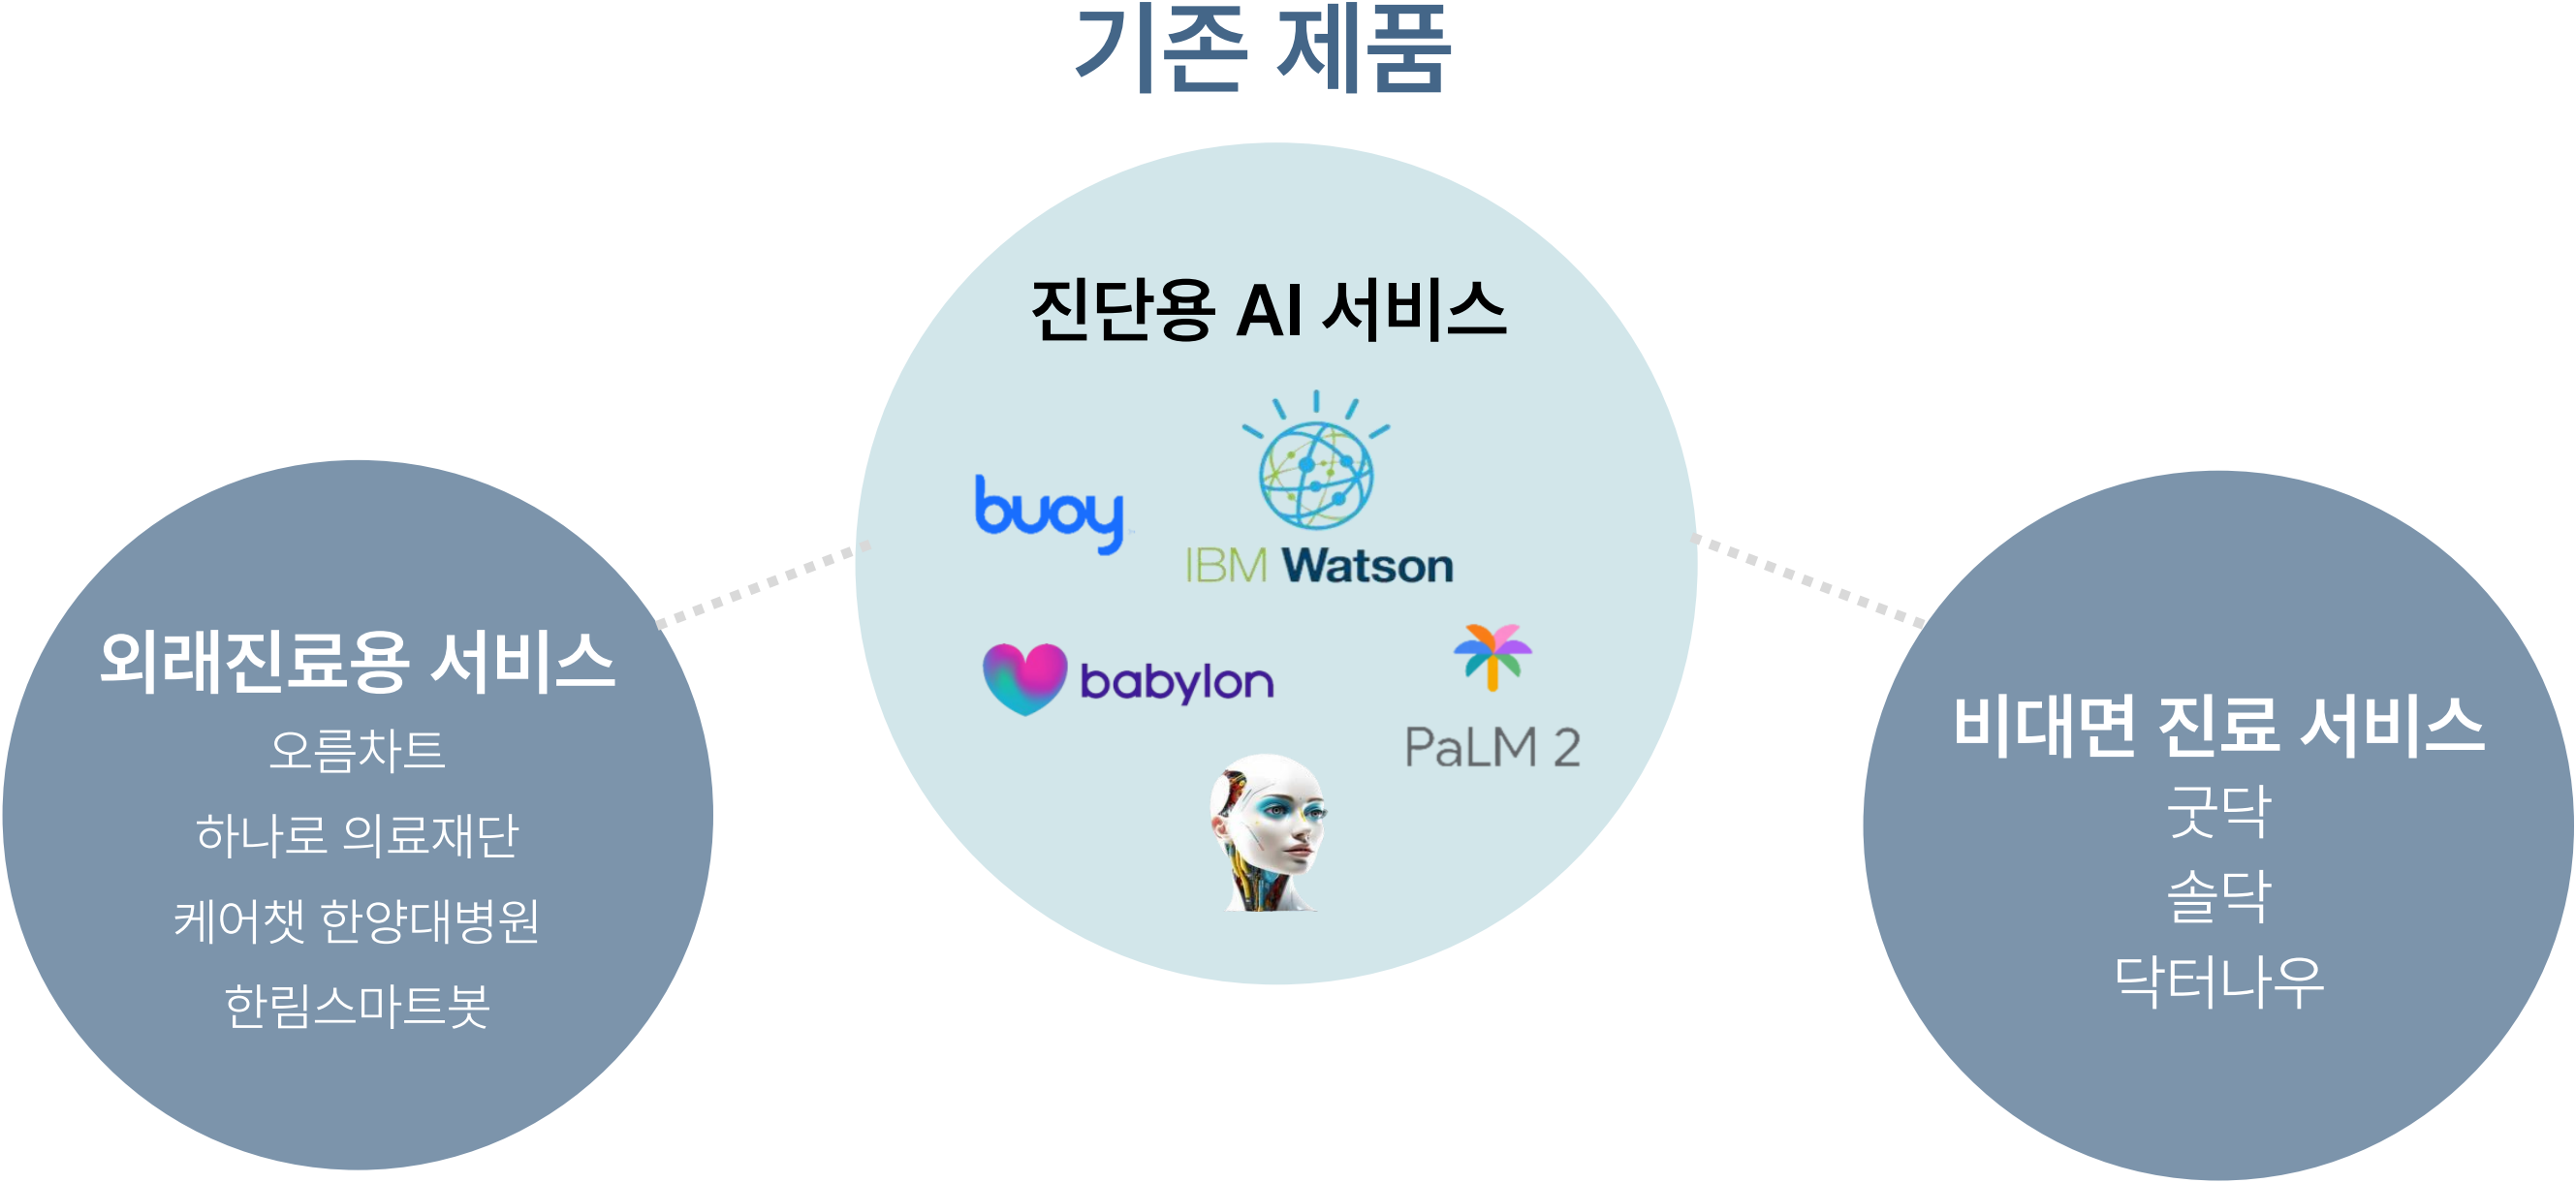 기존 제품
진단용 AI 서비스
buoy
IBM Watson
babylon
PaLM 2
외래진료용 서비스
오름차트
하나로 의료재단
케어챗 한양대병원
한림스마트봇
비대면 진료 서비스
굿닥
솔닥
닥터나우